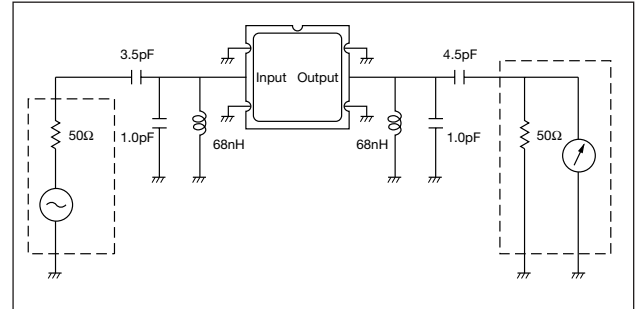 3.5pF
4.5pF
Input Output
50Ω
1.0pF
68nH
68nH
1.0pF
50Ω